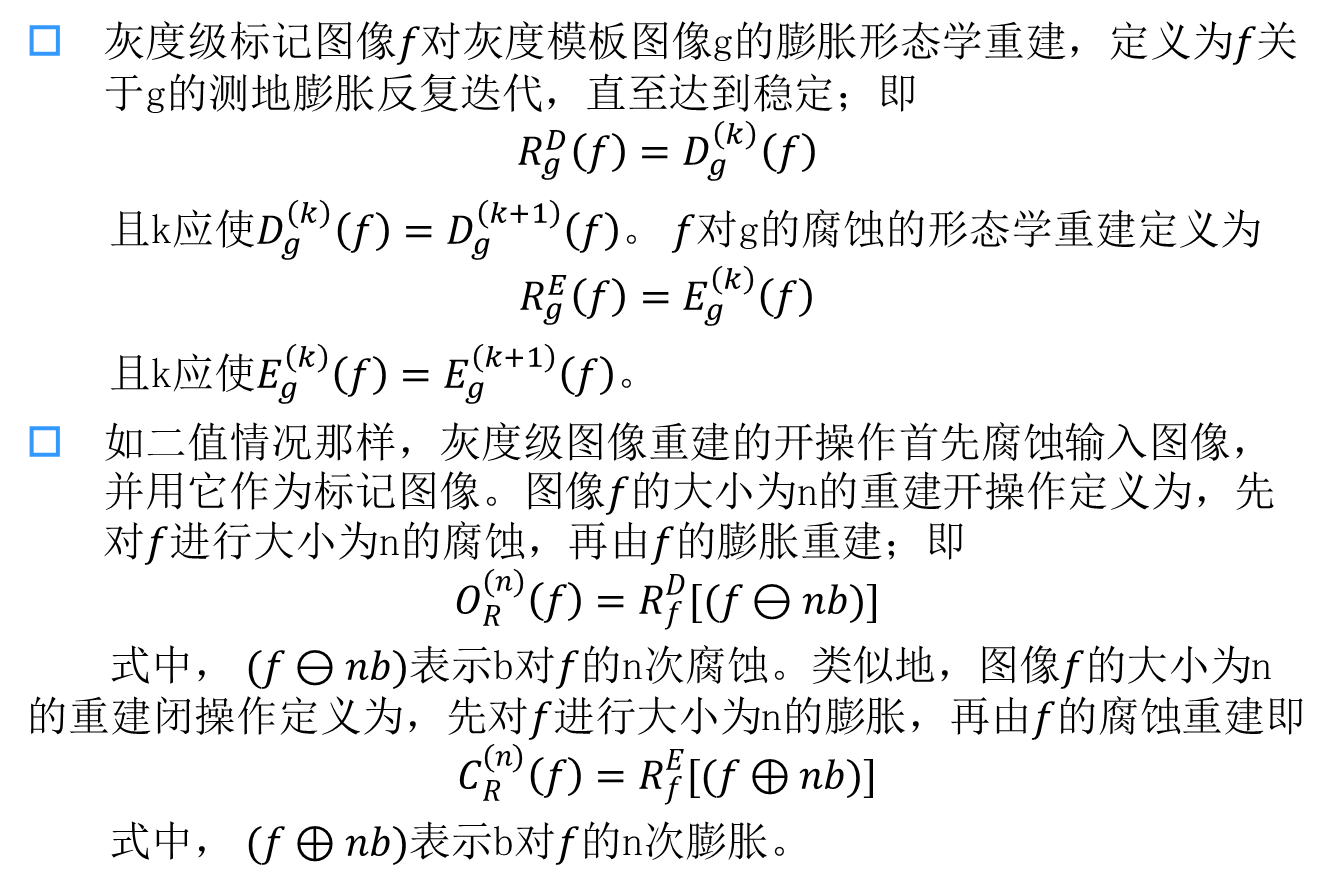 灰度级标记图像f对灰度模板图像g的膨胀形态学重建，定义为f关
于g的测地膨胀反复迭代，直至达到稳定；即
$R_g^D(f) = D_g^{(k)}(f)$
且k应使$D_g^{(k)}(f) = D_g^{(k+1)}(f)$。 f对g的腐蚀的形态学重建定义为
$R_g^E(f) = E_g^{(k)}(f)$
且k应使$E_g^{(k)}(f) = E_g^{(k+1)}(f)$。
如二值情况那样，灰度级图像重建的开操作首先腐蚀输入图像，
并用它作为标记图像。图像f的大小为n的重建开操作定义为，先
对f进行大小为n的腐蚀，再由f的膨胀重建；即
$O_R^{(n)}(f) = R_f^D[(f \ominus nb)]$
式中， (f ⊖ nb)表示b对f的n次腐蚀。类似地，图像f的大小为n
的重建闭操作定义为，先对f进行大小为n的膨胀，再由f的腐蚀重建即
$C_R^{(n)}(f) = R_f^E[(f \oplus nb)]$
式中， (f ⊕ nb)表示b对f的n次膨胀。